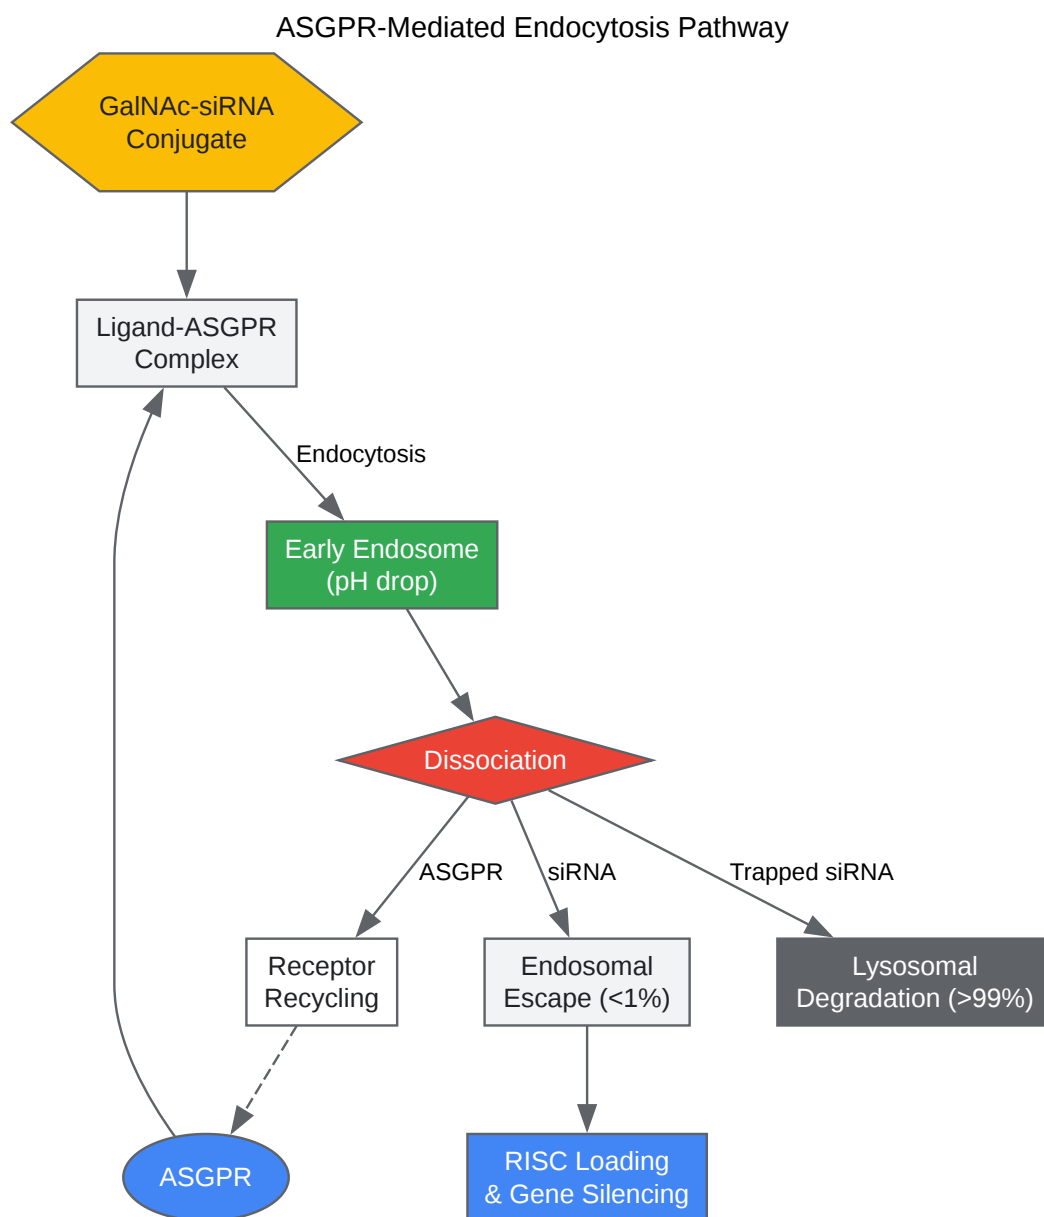 ASGPR-Mediated Endocytosis Pathway
GalNAc-siRNA
Conjugate
Ligand-ASGPR
Complex
Endocytosis
Early Endosome
(pH drop)
Dissociation
ASGPR
siRNA
Trapped siRNA
Receptor
Recycling
Endosomal
Escape (<1%)
Lysosomal
Degradation (>99%)
ASGPR
RISC Loading
& Gene Silencing